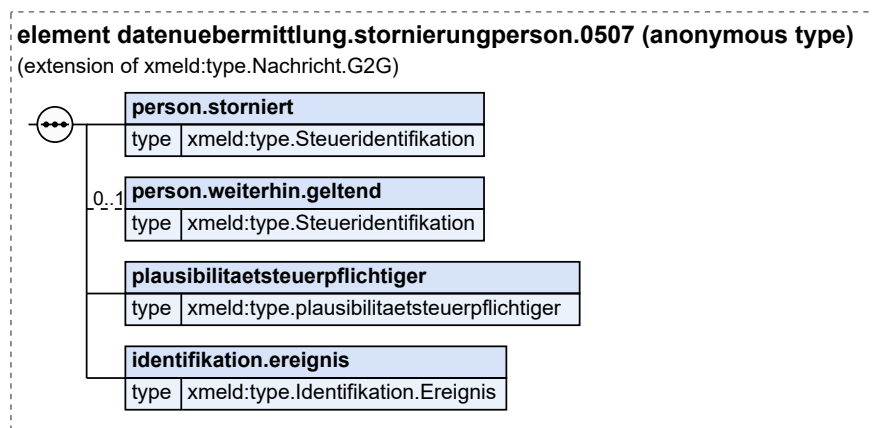 element datenuebermittlung.stornierungperson.0507 (anonymous type)
(extension of xmeld:type.Nachricht.G2G)
person.storniert
type xmeld:type.Steueridentifikation
0..1 person.weiterhin.geltend
type xmeld:type.Steueridentifikation
plausibilitaetsteuerpflichtiger
type xmeld:type.plausibilitaetsteuerpflichtiger
identifikation.ereignis
type xmeld:type.Identifikation.Ereignis